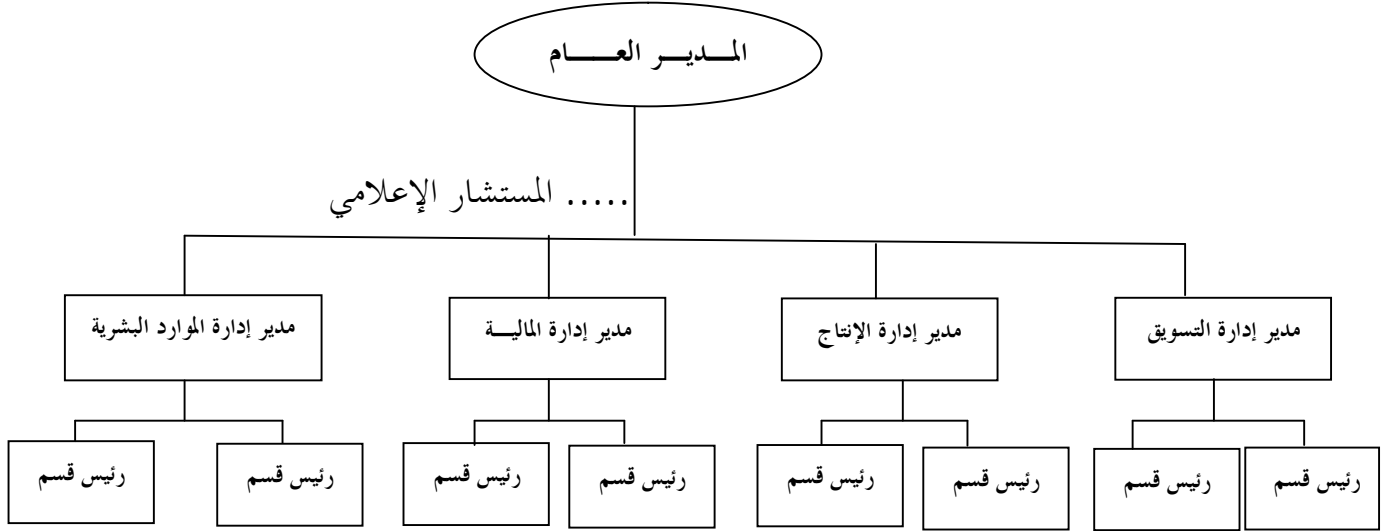 المـــديـــر العـــــام
..... المستشار الإعلامي
مدير إدارة التسويق
مدير إدارة الإنتاج
مدير إدارة الماليـــة
مدير إدارة الموارد البشرية
رئيس قسم
رئيس قسم
رئيس قسم
رئيس قسم
رئيس قسم
رئيس قسم
رئيس قسم
رئيس قسم